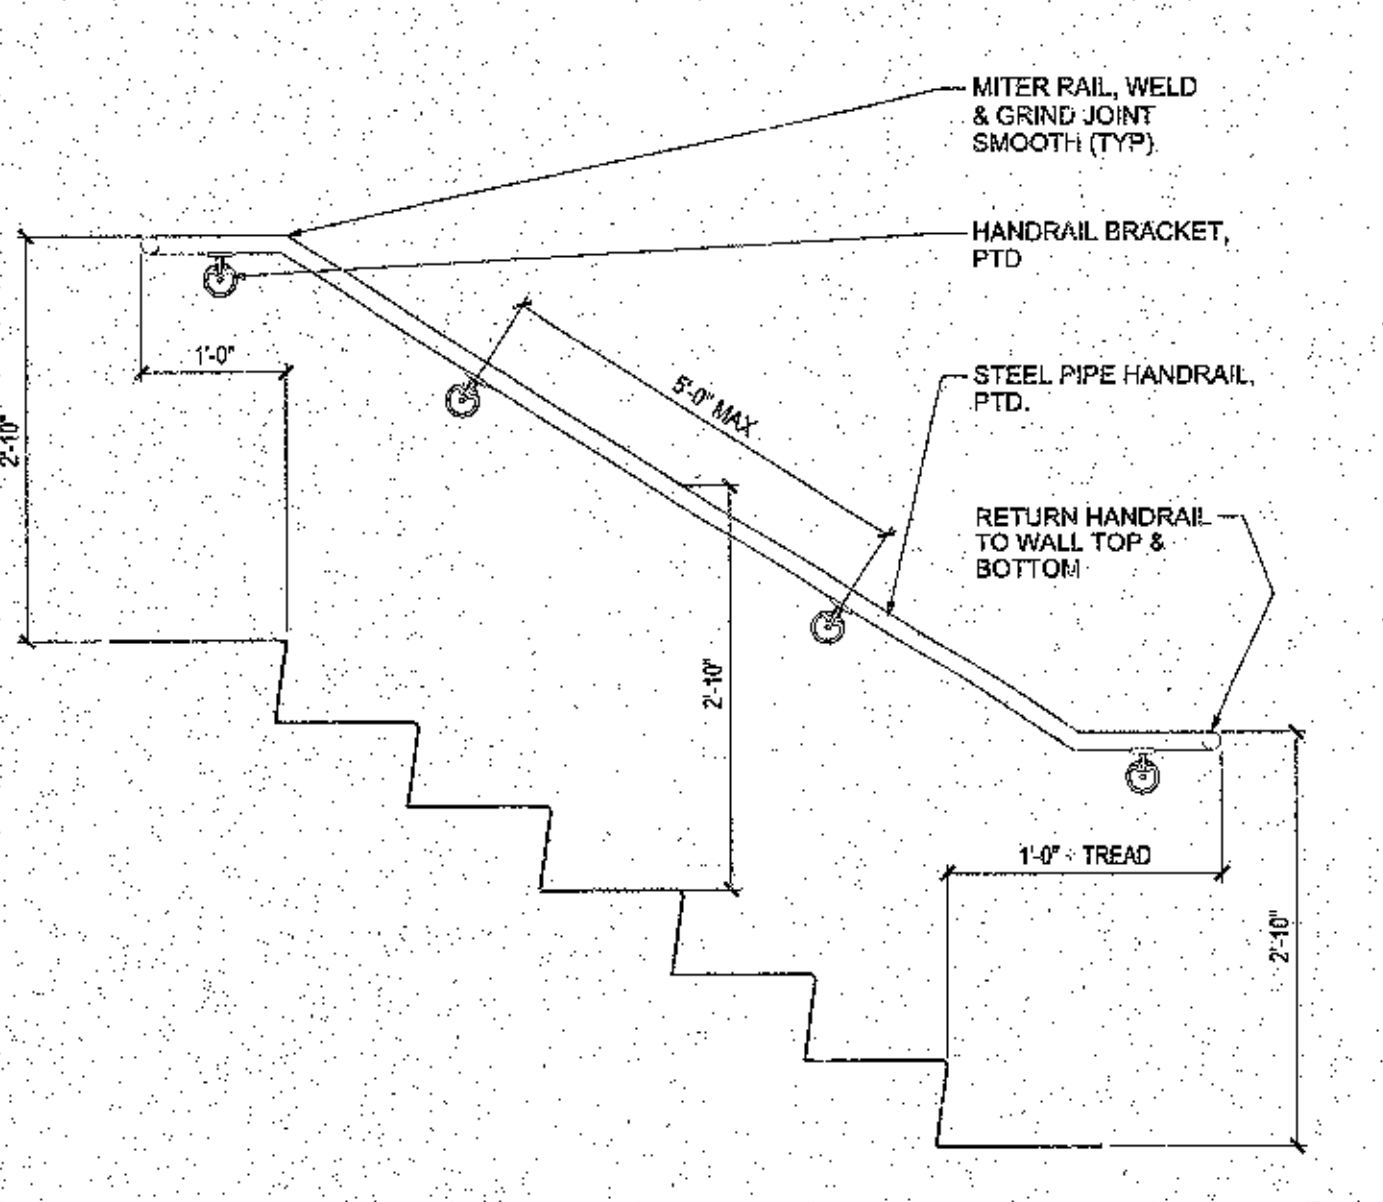 MITER RAIL, WELD
& GRIND JOINT
SMOOTH (TYP)
HANDRAIL BRACKET,
PTD
1'-0"
2'-10"
5'-0" MAX
STEEL PIPE HANDRAIL,
PTD.
RETURN HANDRAIL
TO WALL TOP &
BOTTOM
2'-10"
1'-0" + TREAD
2'-10"